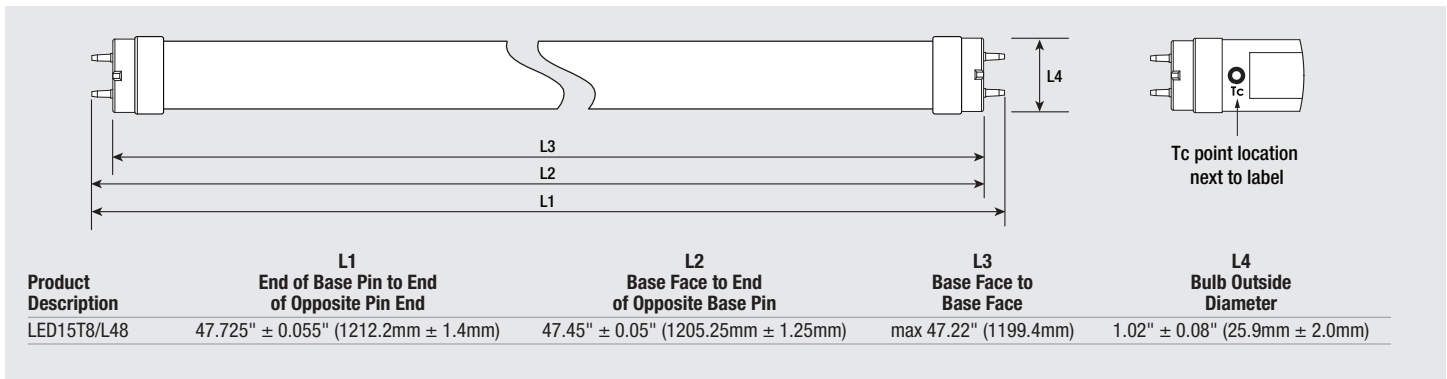 L4
Tc
L3
L2
L1
Tc point location
next to label
Product
Description
L1
End of Base Pin to End
of Opposite Pin End
L2
Base Face to End
of Opposite Base Pin
L3
Base Face to
Base Face
L4
Bulb Outside
Diameter
LED15T8/L48 47.725" ± 0.055" (1212.2mm ± 1.4mm) 47.45" ± 0.05" (1205.25mm ± 1.25mm) max 47.22" (1199.4mm) 1.02" ± 0.08" (25.9mm ± 2.0mm)